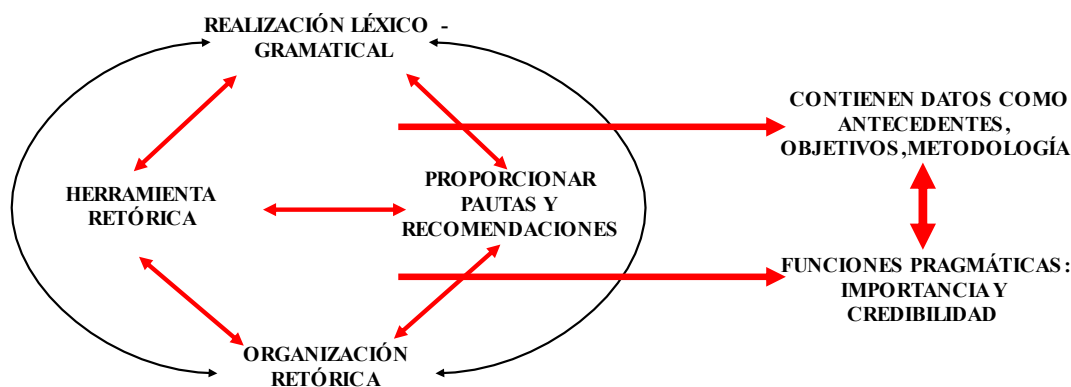 REALIZACIÓN LÉXICO -
GRAMATICAL
CONTIENEN DATOS COMO
ANTECEDENTES,
OBJETIVOS,METODOLOGÍA
HERRAMIENTA
RETÓRICA
PROPORCIONAR
PAUTAS Y
RECOMENDACIONES
FUNCIONES PRAGMÁTICAS:
IMPORTANCIA Y
CREDIBILIDAD
ORGANIZACIÓN
RETÓRICA